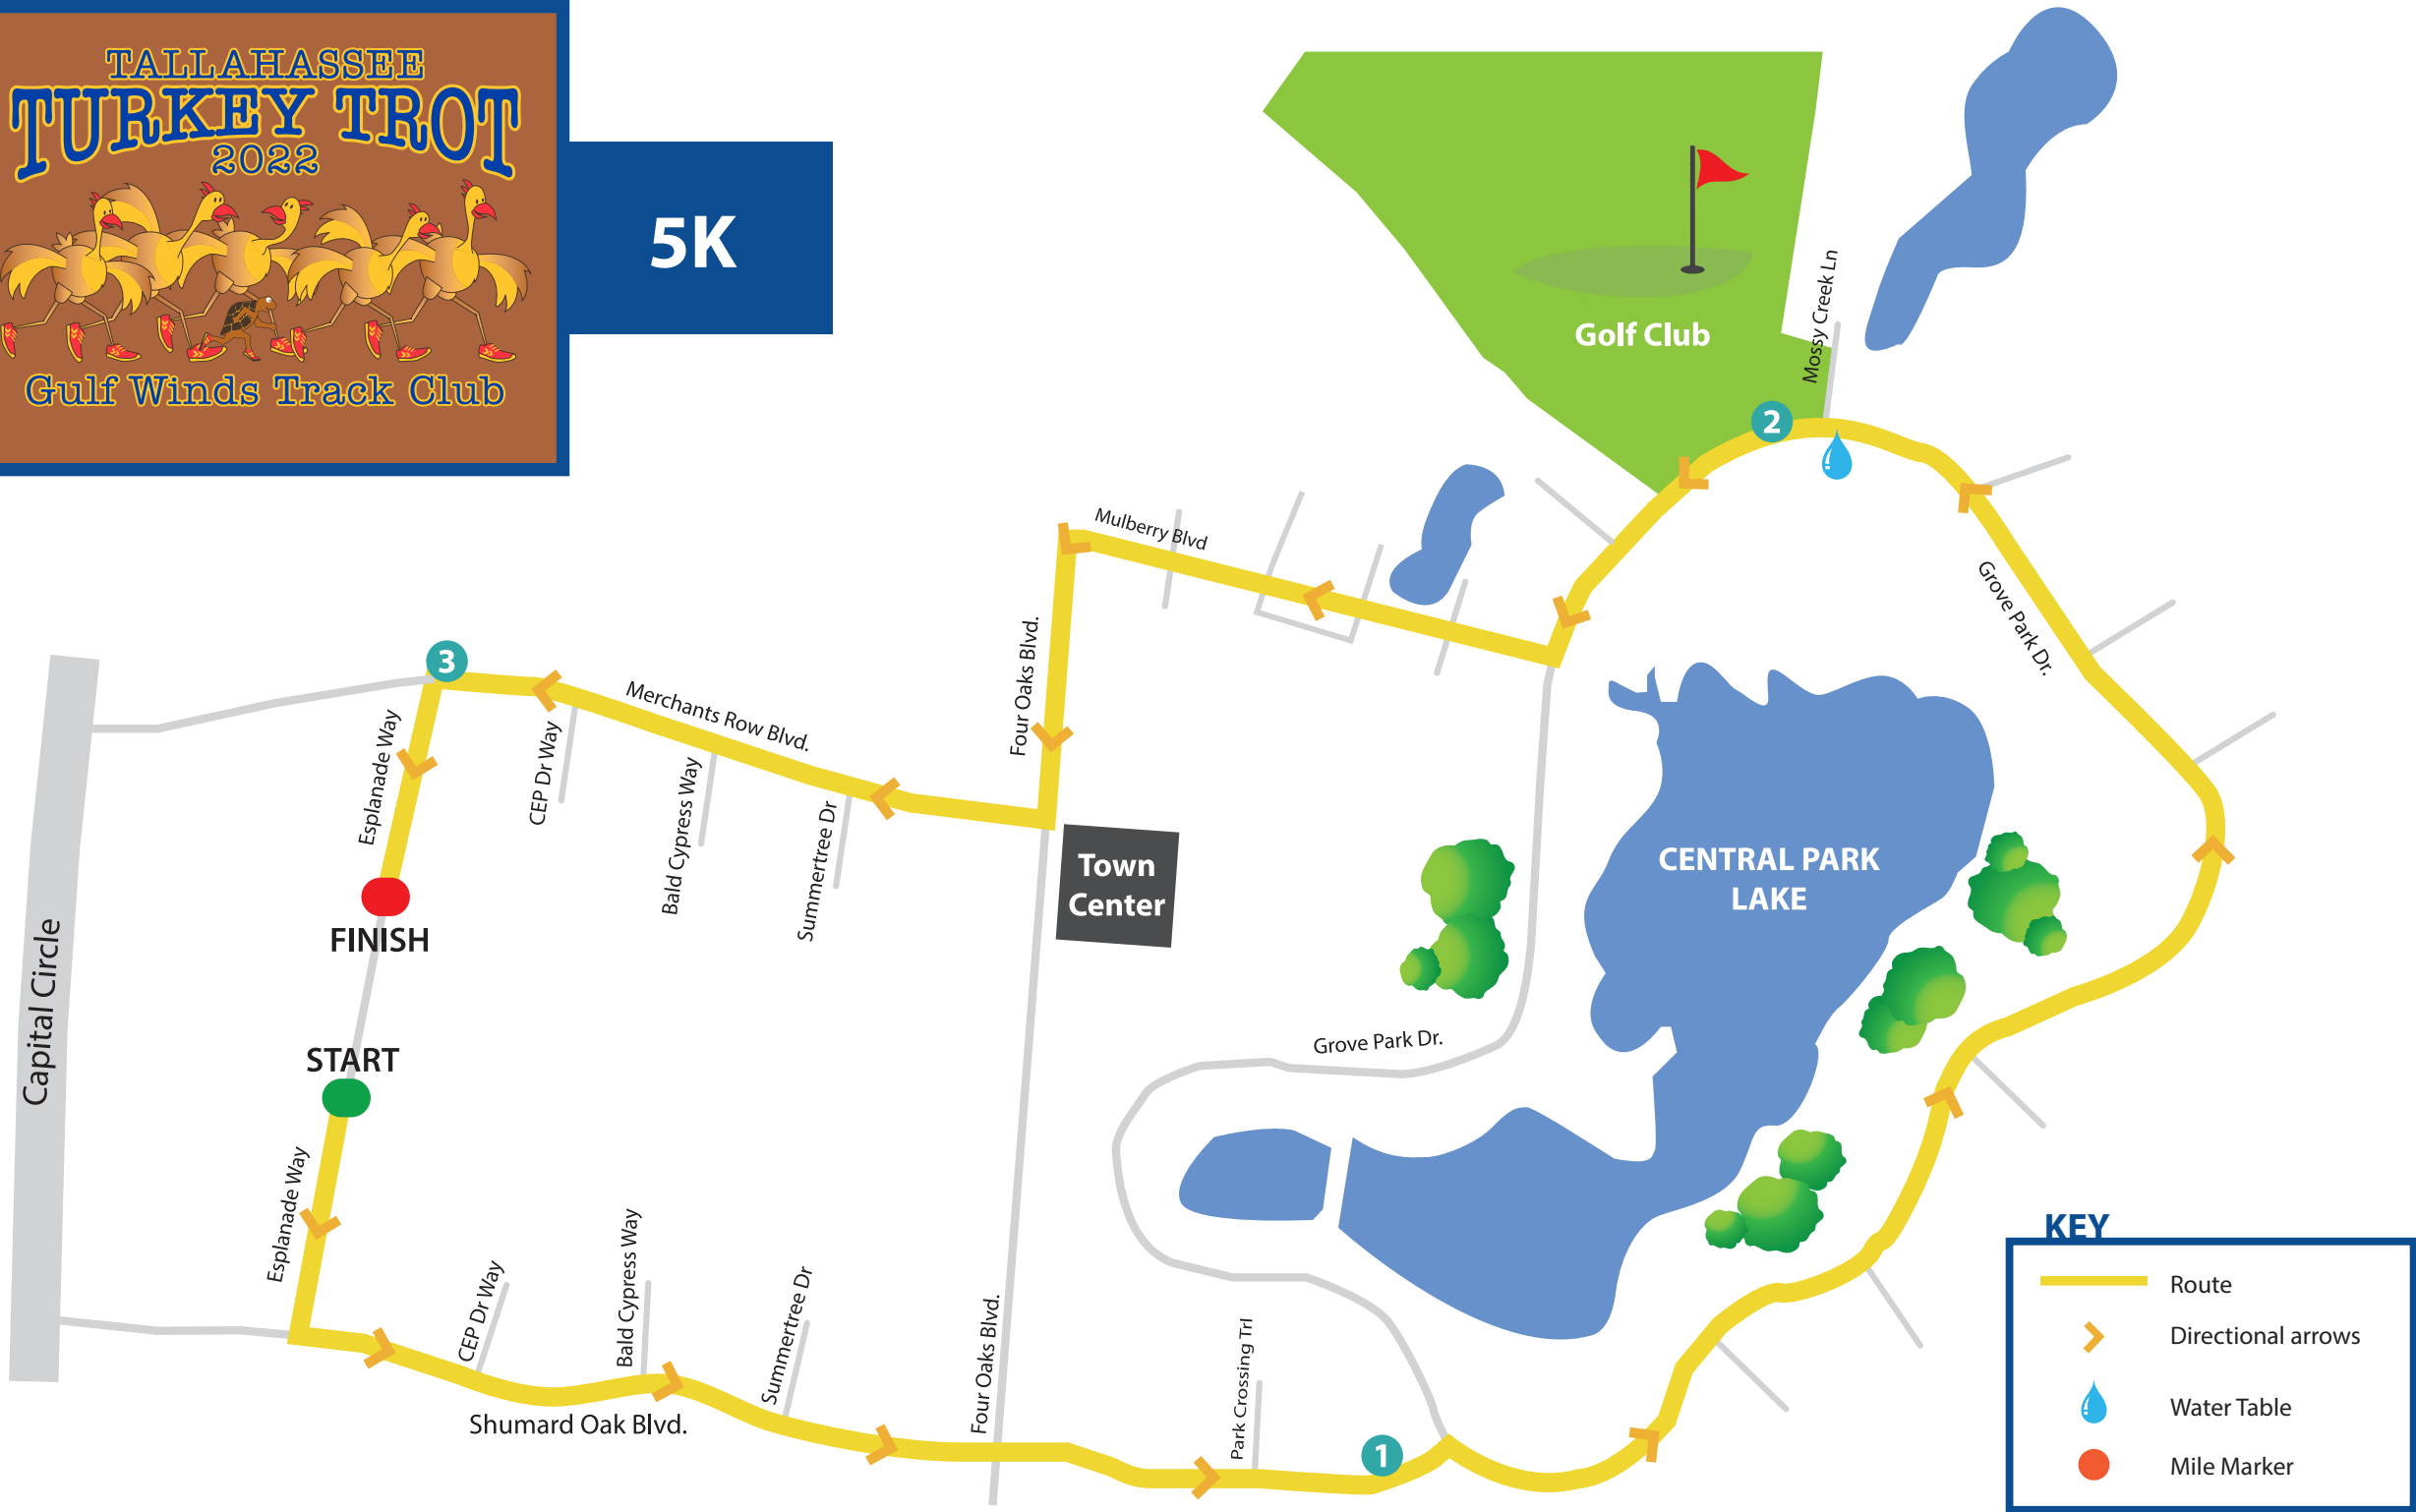 TALLAHASSEE
TURKEY TROT
2022
Gulf Winds Track Club
5K
Golf Club
Mossy Creek Ln
2
Mulberry Blvd
Grove Park Dr.
Four Oaks Blvd.
3
Merchants Row Blvd.
Esplanade Way
CEP Dr Way
Bald Cypress Way
Summertree Dr
Town
Center
CENTRAL PARK
LAKE
FINISH
Capital Circle
START
Grove Park Dr.
Esplanade Way
CEP Dr Way
Bald Cypress Way
Summertree Dr
Four Oaks Blvd.
Park Crossing Trl
Shumard Oak Blvd.
1
KEY
Route
Directional arrows
Water Table
Mile Marker